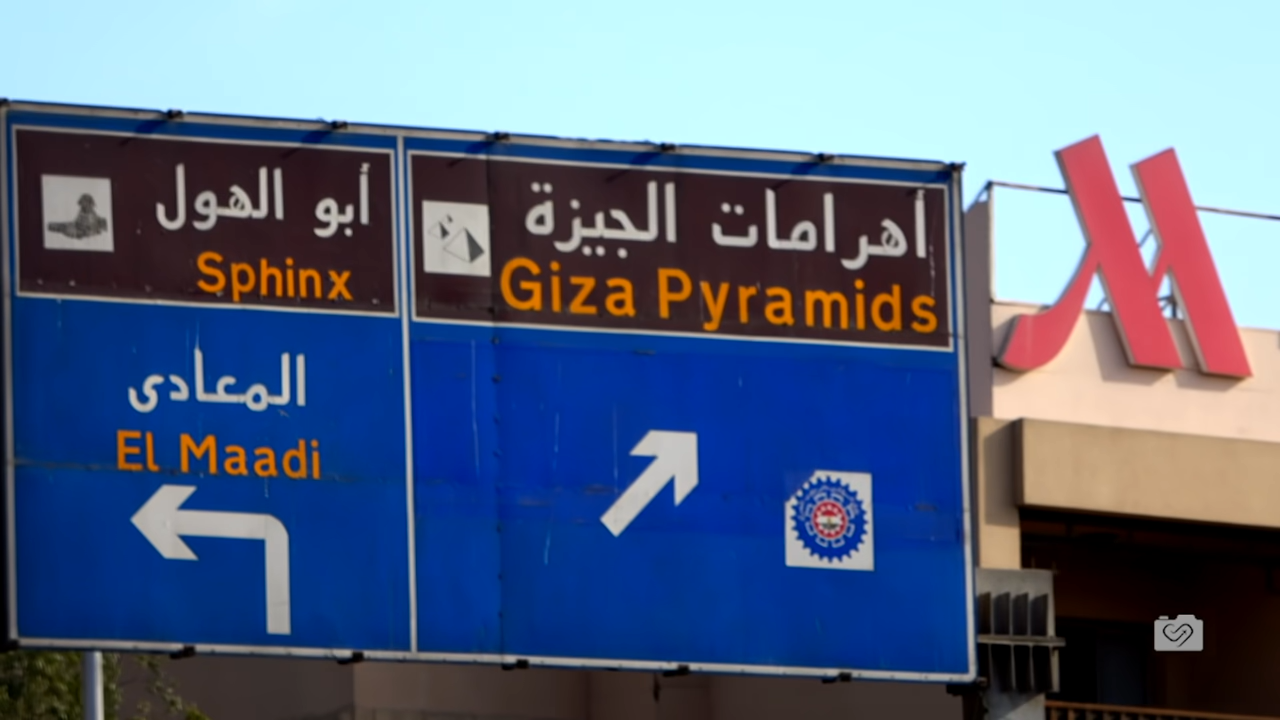 أبو الهول
Sphinx
المعادى
El Maadi
أهرامات الجيزة
Giza Pyramids